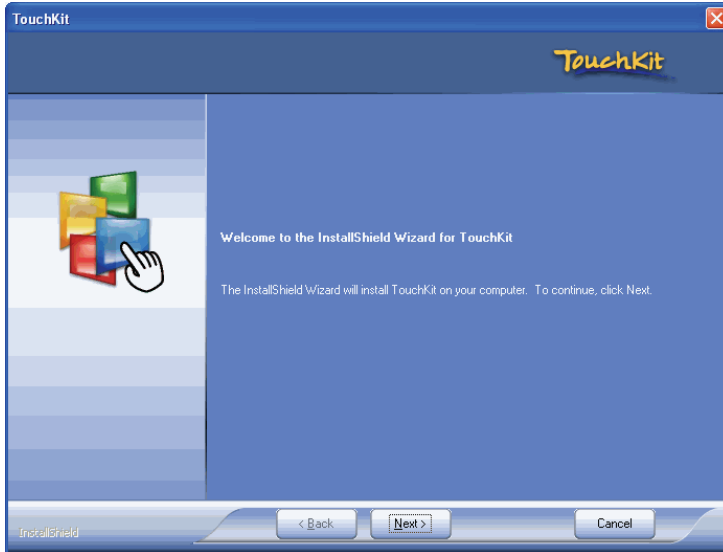 TouchKit
TouchKit
Welcome to the InstallShield Wizard for TouchKit
The InstallShield Wizard will install TouchKit on your computer. To continue, click Next.
InstallShield
< Back
Next >
Cancel